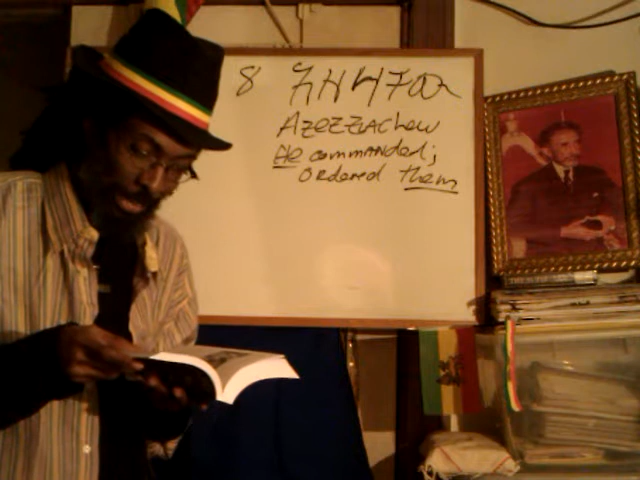 8 አዘዛቸው
AzezzAchew
He commanded;
Ordered them